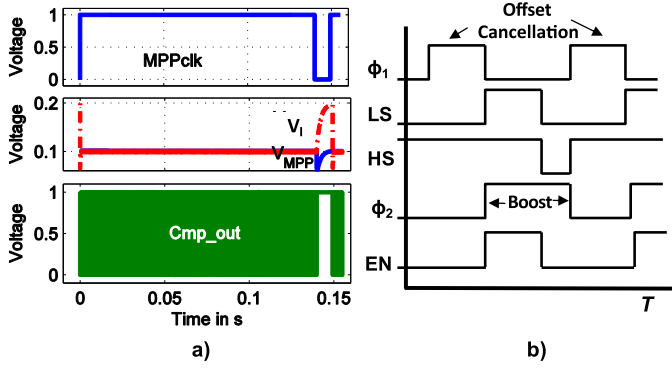 Voltage
1
0.5
0
MPPclk
Voltage
0.2
0.1
V_I
V_MPP
Voltage
1
0.5
0
Cmp_out
0 0.05 0.1 0.15
Time in s
a)
Offset
Cancellation
Φ₁
LS
HS
Φ₂
Boost
EN
T
b)